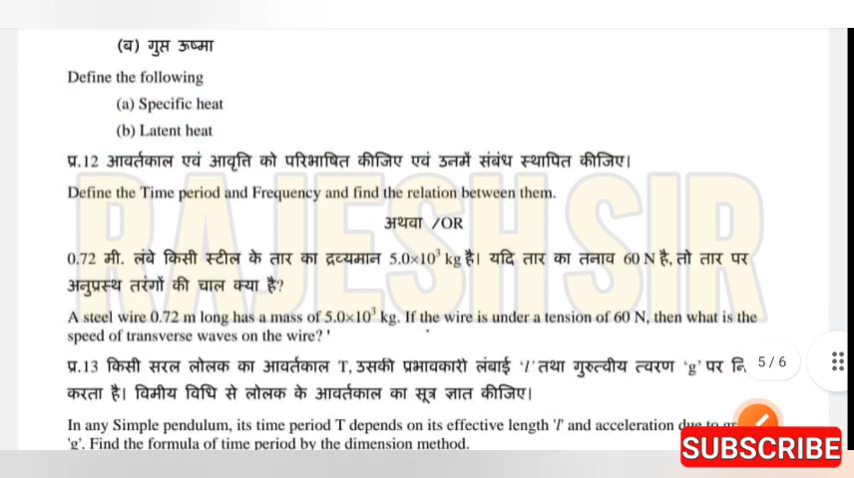 (ब) गुप्त ऊष्मा
Define the following
(a) Specific heat
(b) Latent heat
प्र.12 आवर्तकाल एवं आवृति को परिभाषित कीजिए एवं उनमें संबंध स्थापित कीजिए।
Define the Time period and Frequency and find the relation between them.
अथवा /OR
0.72 मी. लंबे किसी स्टील के तार का द्रव्यमान 5.0×10³ kg है। यदि तार का तनाव 60 N है, तो तार पर
अनुप्रस्थ तरंगों की चाल क्या है?
A steel wire 0.72 m long has a mass of 5.0×10³ kg. If the wire is under a tension of 60 N, then what is the
speed of transverse waves on the wire? '
प्र.13 किसी सरल लोलक का आवर्तकाल T, उसकी प्रभावकारी लंबाई 'l' तथा गुरुत्वीय त्वरण 'g' पर
5/6
करता है। विमीय विधि से लोलक के आवर्तकाल का सूत्र ज्ञात कीजिए।
In any Simple pendulum, its time period T depends on its effective length 'l' and acceleration due to
'g'. Find the formula of time period by the dimension method.
RAJESH SIR
SUBSCRIBE